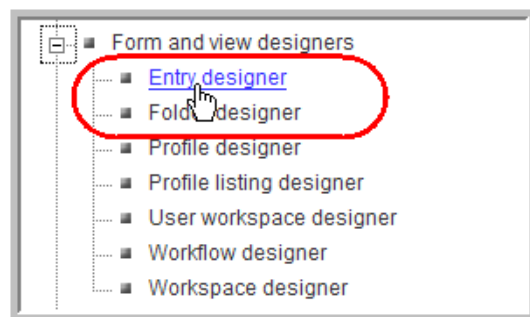 Form and view designers
Entry designer
Folder designer
Profile designer
Profile listing designer
User workspace designer
Workflow designer
Workspace designer